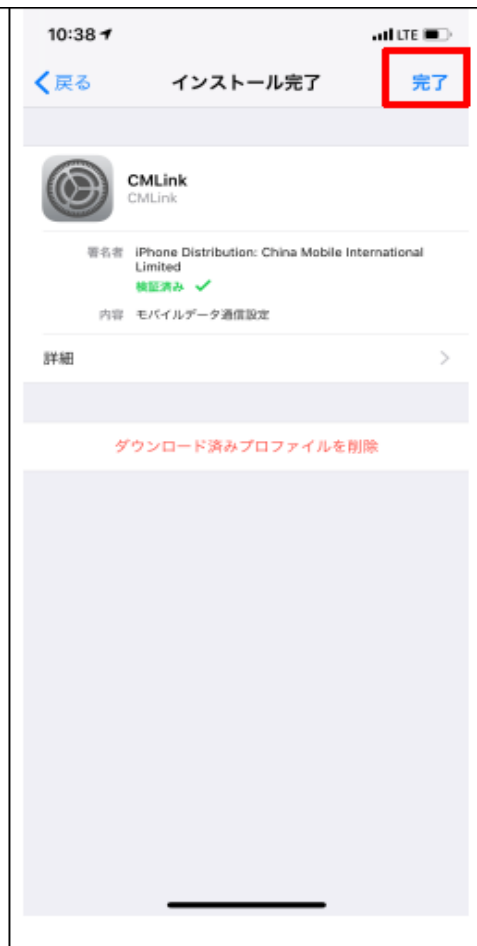 10:38
LTE
戻る
インストール完了
完了
CMLink
CMLink
署名者 iPhone Distribution: China Mobile International
Limited
検証済み
内容 モバイルデータ通信設定
詳細
ダウンロード済みプロファイルを削除